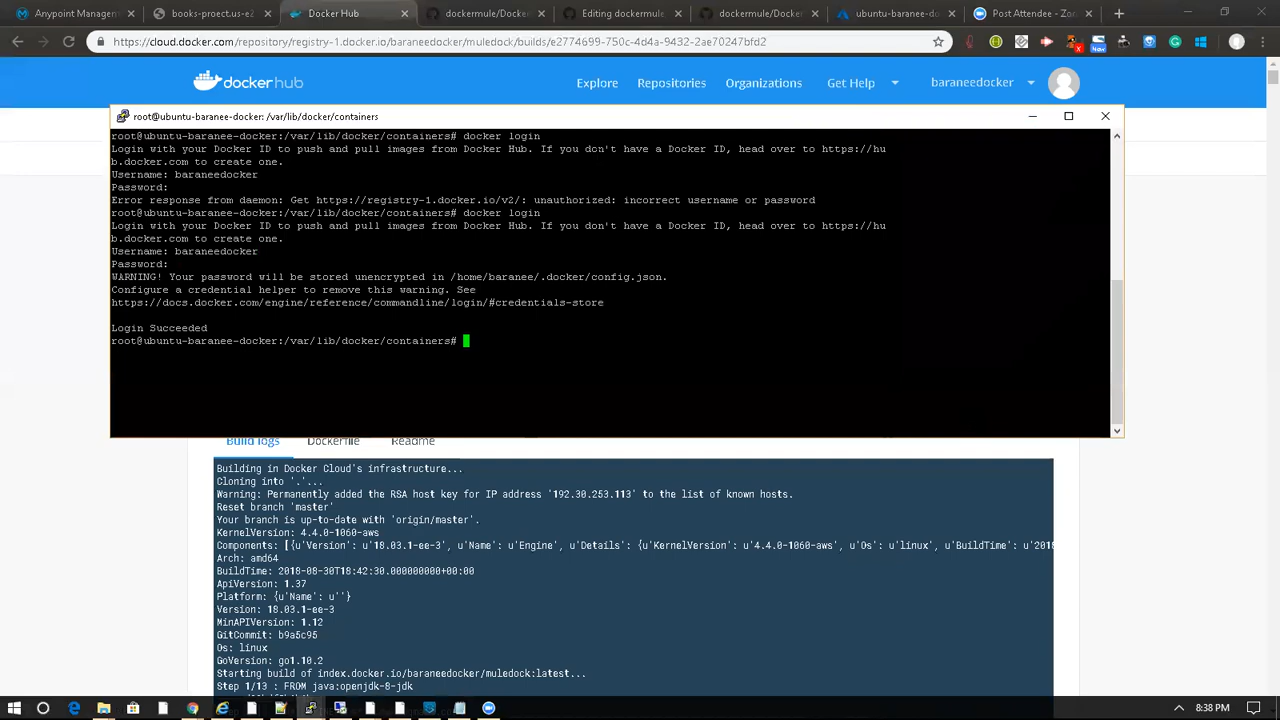 Anypoint Managem
books-proect.us-e2
Docker Hub
dockermule/Docker
Editing dockermule
dockermule/Docker
ubuntu-baranee-do
Post Attendee - Zo
https://cloud.docker.com/repository/registry-1.docker.io/baraneedocker/muledock/builds/e2774699-750c-4d4a-9432-2ae70247bfd2
dockerhub
Explore
Repositories
Organizations
Get Help
baraneedocker
root@ubuntu-baranee-docker: /var/lib/docker/containers
root@ubuntu-baranee-docker:/var/lib/docker/containers# docker login
Login with your Docker ID to push and pull images from Docker Hub. If you don't have a Docker ID, head over to https://hu
b.docker.com to create one.
Username: baraneedocker
Password:
Error response from daemon: Get https://registry-1.docker.io/v2/: unauthorized: incorrect username or password
root@ubuntu-baranee-docker:/var/lib/docker/containers# docker login
Login with your Docker ID to push and pull images from Docker Hub. If you don't have a Docker ID, head over to https://hu
b.docker.com to create one.
Username: baraneedocker
Password:
WARNING! Your password will be stored unencrypted in /home/baranee/.docker/config.json.
Configure a credential helper to remove this warning. See
https://docs.docker.com/engine/reference/commandline/login/#credentials-store
Login Succeeded
root@ubuntu-baranee-docker:/var/lib/docker/containers#
Build logs
Dockerfile
Readme
Building in Docker Cloud's infrastructure...
Cloning into '.'...
Warning: Permanently added the RSA host key for IP address '192.30.253.113' to the list of known hosts.
Reset branch 'master'
Your branch is up-to-date with 'origin/master'.
KernelVersion: 4.4.0-1060-aws
Components: [{u'Version': u'18.03.1-ee-3', u'Name': u'Engine', u'Details': {u'KernelVersion': u'4.4.0-1060-aws', u'Os': u'linux', u'BuildTime': u'2018
Arch: amd64
BuildTime: 2018-08-30T18:42:30.000000000+00:00
ApiVersion: 1.37
Platform: {u'Name': u''}
Version: 18.03.1-ee-3
MinAPIVersion: 1.12
GitCommit: b9a5c95
Os: linux
GoVersion: go1.10.2
Starting build of index.docker.io/baraneedocker/muledock:latest...
Step 1/13 : FROM java:openjdk-8-jdk
8:38 PM